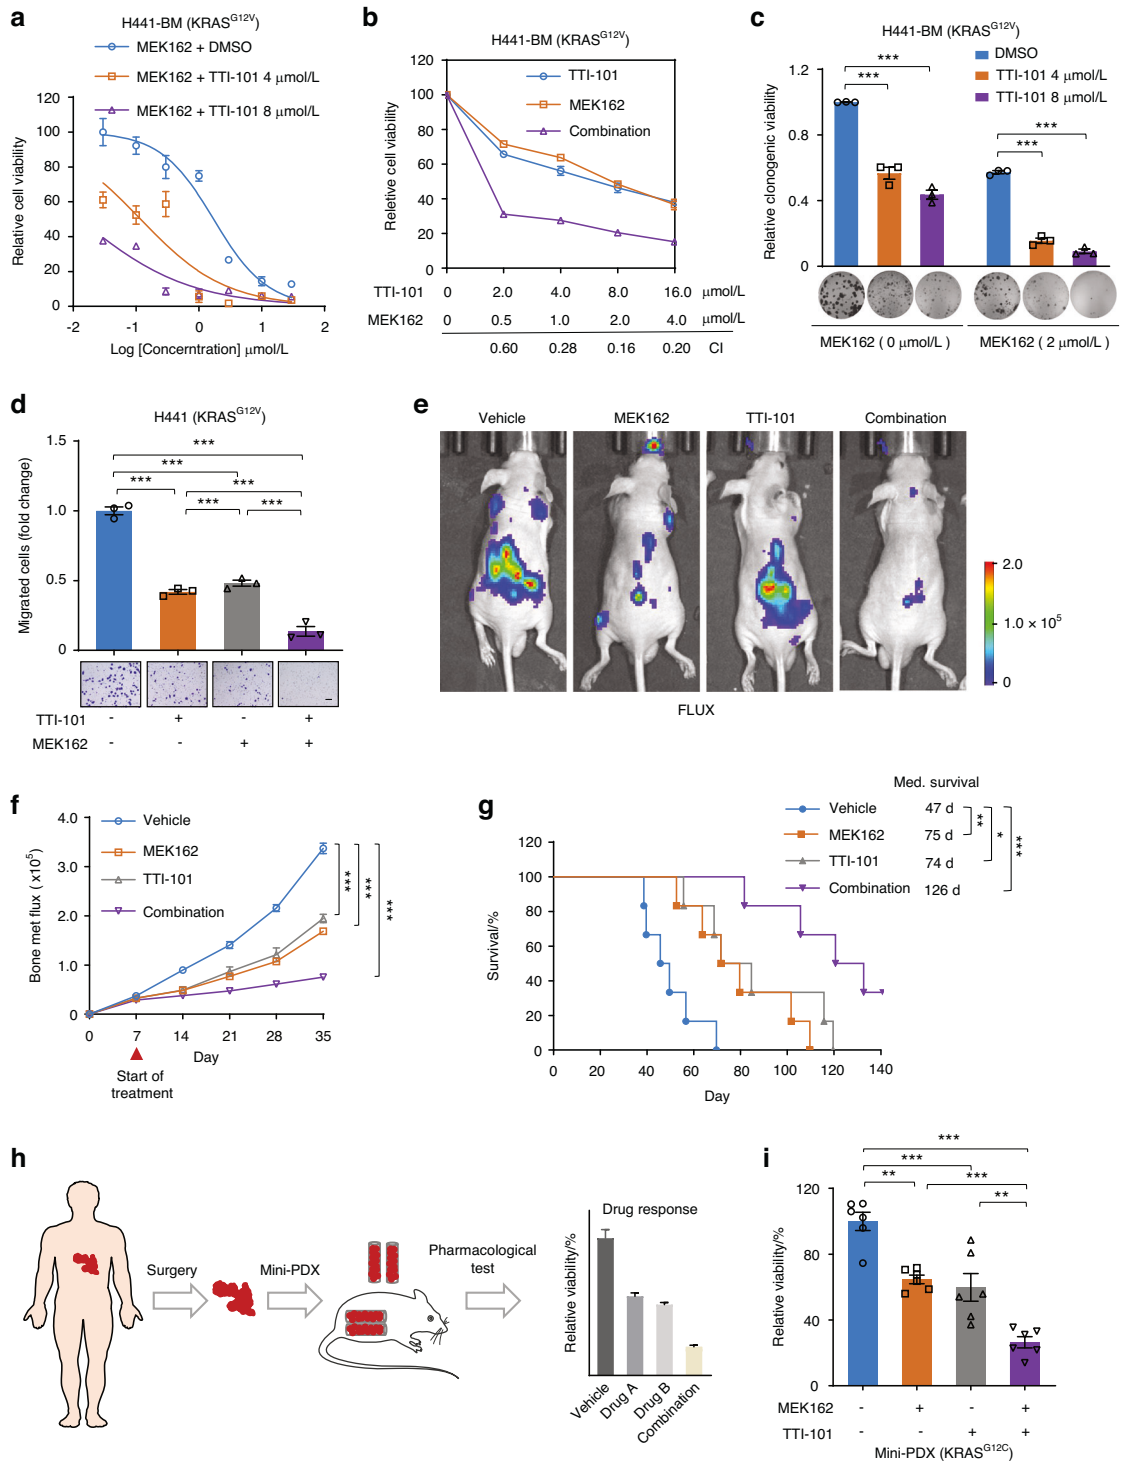 a
H441-BM (KRASG12V)
MEK162 + DMSO
MEK162 + TTI-101 4 μmol/L
MEK162 + TTI-101 8 μmol/L
Relative cell viability
120
100
80
60
40
20
0
-2 -1 0 1 2
Log [Concerntration] μmol/L
b
H441-BM (KRASG12V)
TTI-101
MEK162
Combination
Reletive cell viability
120
100
80
60
40
20
0
TTI-101 0 2.0 4.0 8.0 16.0 μmol/L
MEK162 0 0.5 1.0 2.0 4.0 μmol/L
0.60 0.28 0.16 0.20 CI
c
H441-BM (KRASG12V)
DMSO
TTI-101 4 μmol/L
TTI-101 8 μmol/L
Relative clonogenic viability
1.2
0.8
0.4
0
***
***
***
***
MEK162 ( 0 μmol/L ) MEK162 ( 2 μmol/L )
d
H441 (KRASG12V)
Migrated cells (fold change)
1.5
1.0
0.5
0
***
***
***
***
***
***
TTI-101 - + - +
MEK162 - - + +
e
Vehicle MEK162 TTI-101 Combination
2.0
1.0 × 10⁵
0
FLUX
f
Vehicle
MEK162
TTI-101
Combination
Bone met flux ( x10⁵)
4.0
3.0
2.0
1.0
0
***
***
***
0 7 14 21 28 35
Day
Start of
treatment
g
Med. survival
Vehicle 47 d
MEK162 75 d
TTI-101 74 d
Combination 126 d
**
*
***
Survival/%
120
100
80
60
40
20
0
0 20 40 60 80 100 120 140
Day
h
Surgery
Mini-PDX
Pharmacological
test
Drug response
Relative viability/%
Vehicle
Drug A
Drug B
Combination
i
***
***
**
***
**
Relative viability/%
120
80
40
0
MEK162 - + - +
TTI-101 - - + +
Mini-PDX (KRASG12C)